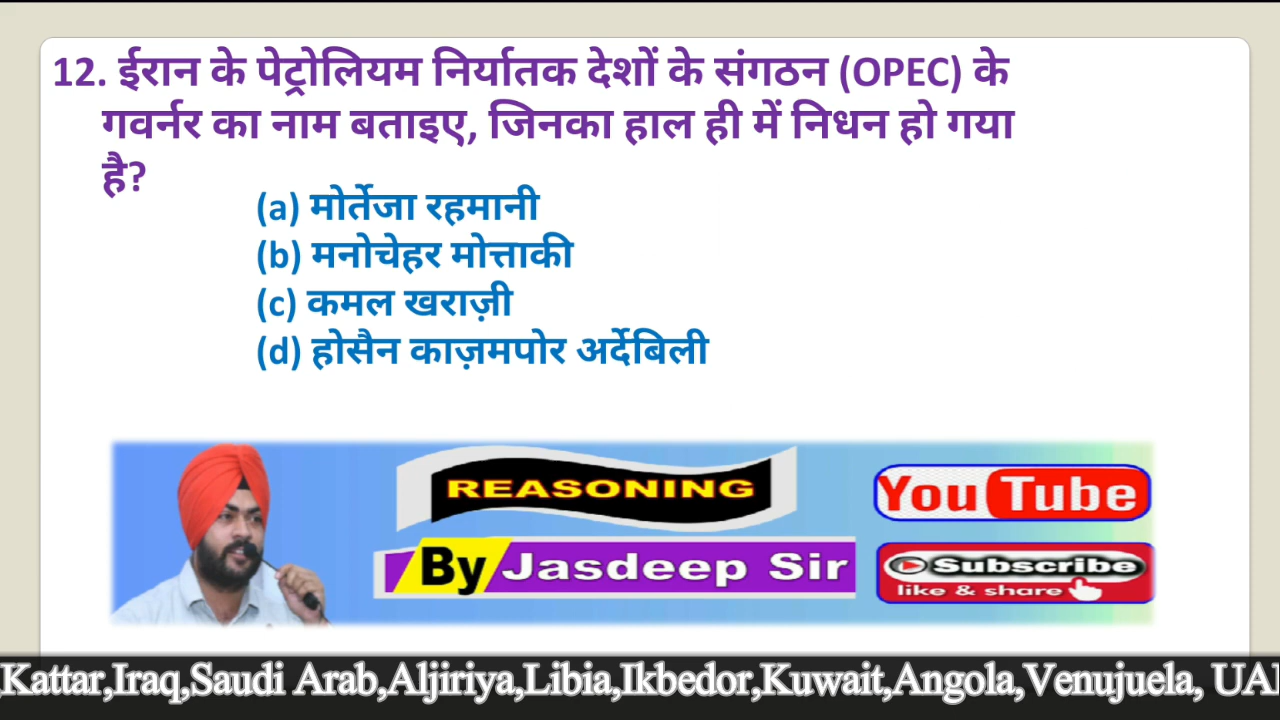 12. ईरान के पेट्रोलियम निर्यातक देशों के संगठन (OPEC) के
गवर्नर का नाम बताइए, जिनका हाल ही में निधन हो गया
है?
(a) मोर्तेजा रहमानी
(b) मनोचेहर मोत्ताकी
(c) कमल खराज़ी
(d) होसैन काज़मपोर अर्देबिली
REASONING
By Jasdeep Sir
YouTube
Subscribe
like & share
,Kattar,Iraq,Saudi Arab,Aljiriya,Libia,Ikbedor,Kuwait,Angola,Venujuela, UA